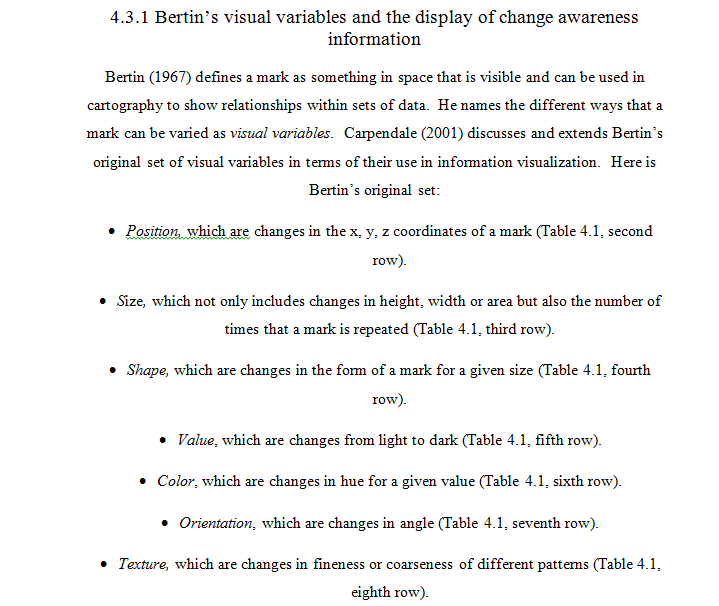 4.3.1 Bertin's visual variables and the display of change awareness
information
Bertin (1967) defines a mark as something in space that is visible and can be used in
cartography to show relationships within sets of data.  He names the different ways that a
mark can be varied as visual variables.  Carpendale (2001) discusses and extends Bertin's
original set of visual variables in terms of their use in information visualization.  Here is
Bertin's original set:
• Position, which are changes in the x, y, z coordinates of a mark (Table 4.1, second
row).
• Size, which not only includes changes in height, width or area but also the number of
times that a mark is repeated (Table 4.1, third row).
• Shape, which are changes in the form of a mark for a given size (Table 4.1, fourth
row).
• Value, which are changes from light to dark (Table 4.1, fifth row).
• Color, which are changes in hue for a given value (Table 4.1, sixth row).
• Orientation, which are changes in angle (Table 4.1, seventh row).
• Texture, which are changes in fineness or coarseness of different patterns (Table 4.1,
eighth row).